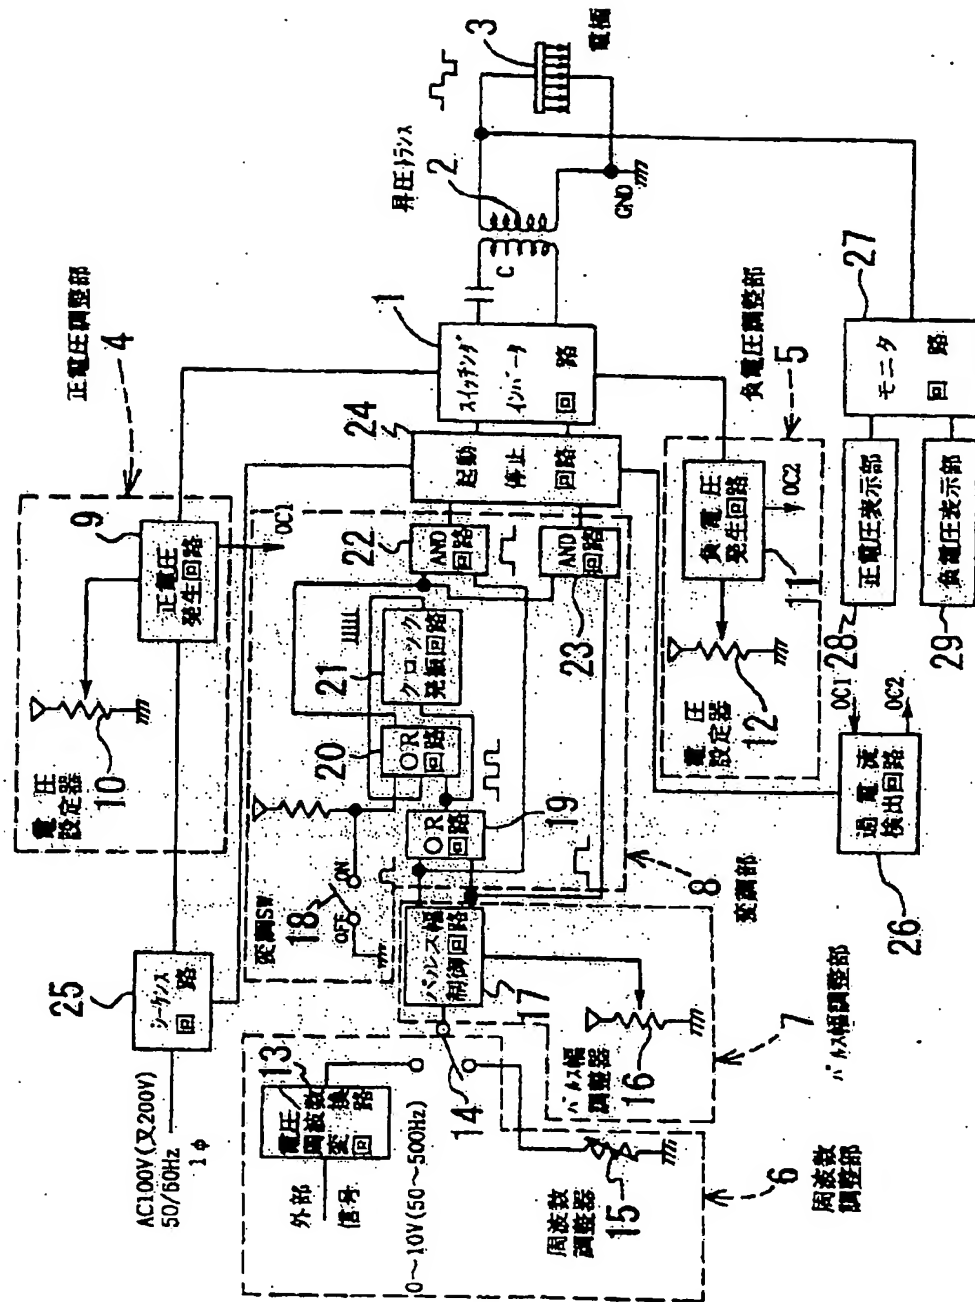 AC100V(又200V)
50/60Hz
1φ
25
シーケンス
回 路
電 圧
設定器
10
9
正電圧
発生回路
OC1
4
正電圧調整部
外部
信号
13
電圧
周波数
変 換
回 路
0～10V(50～500Hz)
14
周波数
調整器
15
6
周波数
調整部
変調SW
18
OFF
ON
パルス幅
制御回路
17
パルス幅
調整器
16
7
パルス幅調整部
OR
回路
19
OR
回路
20
クロック
発振回路
21
AND
回路
22
AND
回路
23
8
変調部
起動
停止
回路
24
スイッチング
インバータ
回 路
1
C
昇圧トランス
2
GND
3
電極
負電圧調整部
5
負 電 圧
発生回路
OC2
11
電 圧
設定器
12
OC1
OC2
過 電 流
検出回路
26
モニタ
回 路
27
正電圧表示部
28
負電圧表示部
29